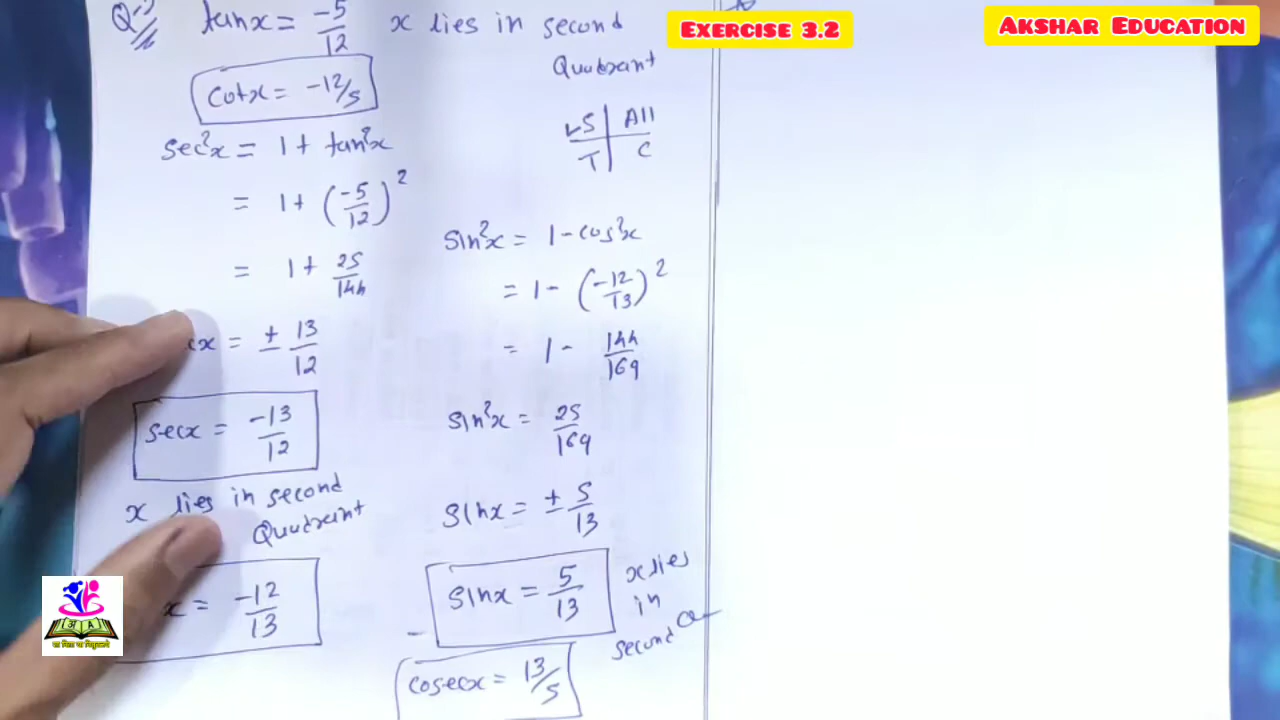 Exercise 3.2
Akshar Education
tanx = -5/12 x lies in second
Quadrant
cotx = -12/5
S | All
T | C
sec²x = 1 + tan²x
= 1 + (-5/12)²
= 1 + 25/144
cx = ± 13/12
secx = -13/12
x lies in second
Quadrant
x = -12/13
sin²x = 1 - cos²x
= 1 - (-12/13)²
= 1 - 144/169
sin²x = 25/169
sinx = ± 5/13
sinx = 5/13
x lies
in
second Q
cosecx = 13/5